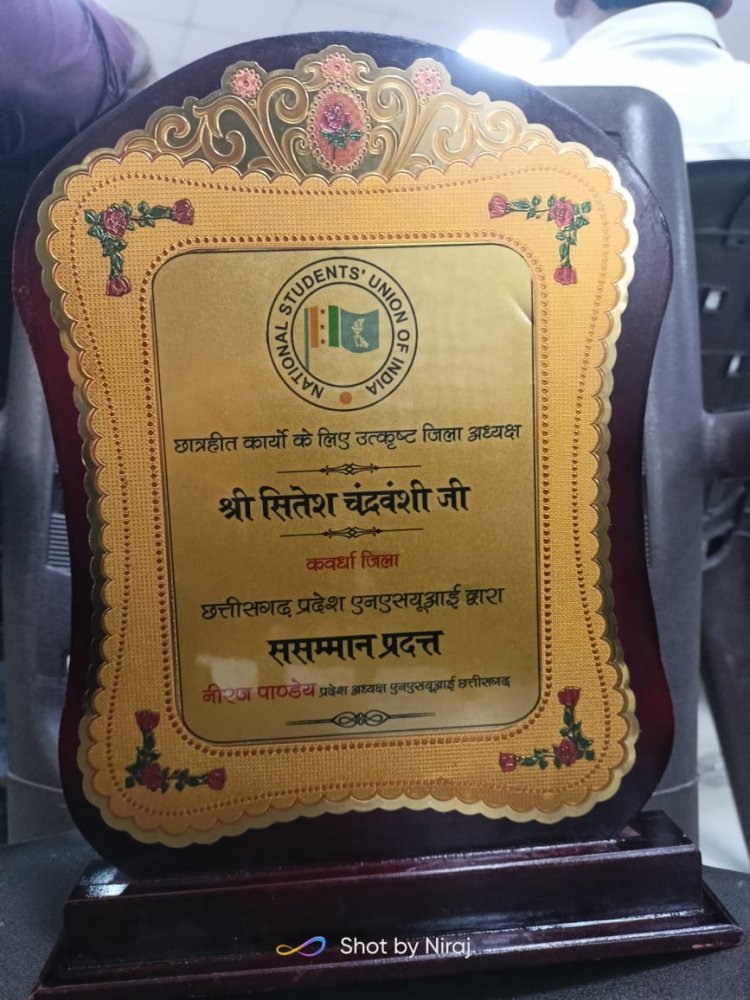 NATIONAL STUDENTS' UNION OF INDIA
छात्रहीत कार्यो के लिए उत्कृष्ट जिला अध्यक्ष
श्री सितेश चंद्रवंशी जी
कवर्धा जिला
छत्तीसगढ़ प्रदेश एनएसयूआई द्वारा
ससम्मान प्रदत्त
नीरज पाण्डेय प्रदेश अध्यक्ष एनएसयूआई छत्तीसगढ़
Shot by Niraj